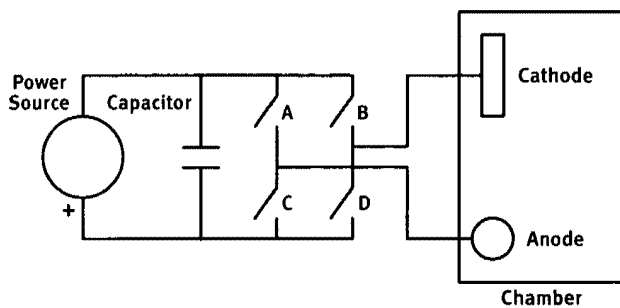 Power
Source
+
Capacitor
A
B
C
D
Cathode
Anode
Chamber